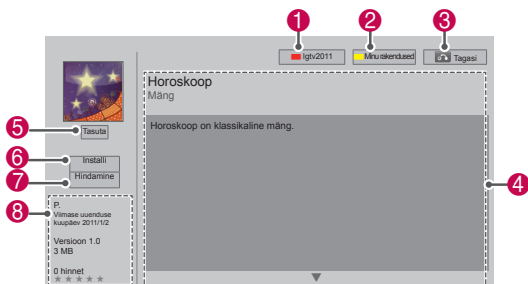 1
2
3
lgtv2011
Minu rakendused
Tagasi
Horoskoop
Mäng
Horoskoop on klassikaline mäng.
4
5
Tasuta
6
Installi
7
Hindamine
8
P.
Viimase uuenduse
kuupäev 2011/1/2
Versioon 1.0
3 MB
0 hinnet